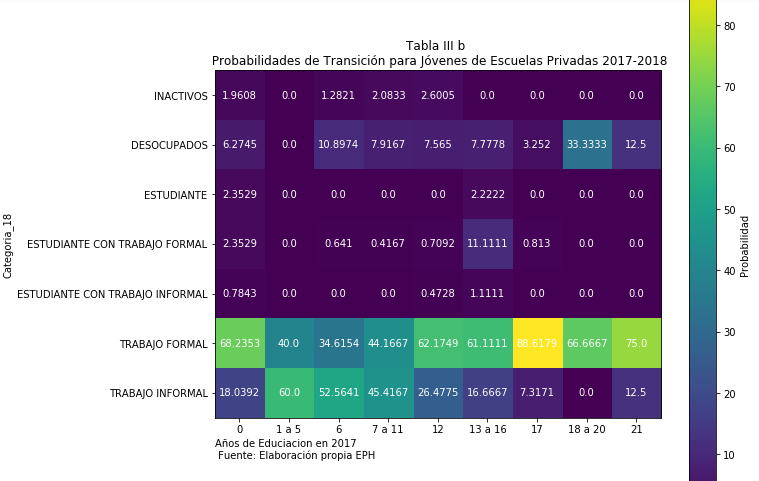 Tabla III b
Probabilidades de Transición para Jóvenes de Escuelas Privadas 2017-2018
Categoria_18
INACTIVOS 1.9608 0.0 1.2821 2.0833 2.6005 0.0 0.0 0.0 0.0
DESOCUPADOS 6.2745 0.0 10.8974 7.9167 7.565 7.7778 3.252 33.3333 12.5
ESTUDIANTE 2.3529 0.0 0.0 0.0 0.0 2.2222 0.0 0.0 0.0
ESTUDIANTE CON TRABAJO FORMAL 2.3529 0.0 0.641 0.4167 0.7092 11.1111 0.813 0.0 0.0
ESTUDIANTE CON TRABAJO INFORMAL 0.7843 0.0 0.0 0.0 0.4728 1.1111 0.0 0.0 0.0
TRABAJO FORMAL 68.2353 40.0 34.6154 44.1667 62.1749 61.1111 88.6179 66.6667 75.0
TRABAJO INFORMAL 18.0392 60.0 52.5641 45.4167 26.4775 16.6667 7.3171 0.0 12.5
0 1 a 5 6 7 a 11 12 13 a 16 17 18 a 20 21
Años de Educiacion en 2017
Fuente: Elaboración propia EPH
80
70
60
50
40
30
20
10
Probabilidad